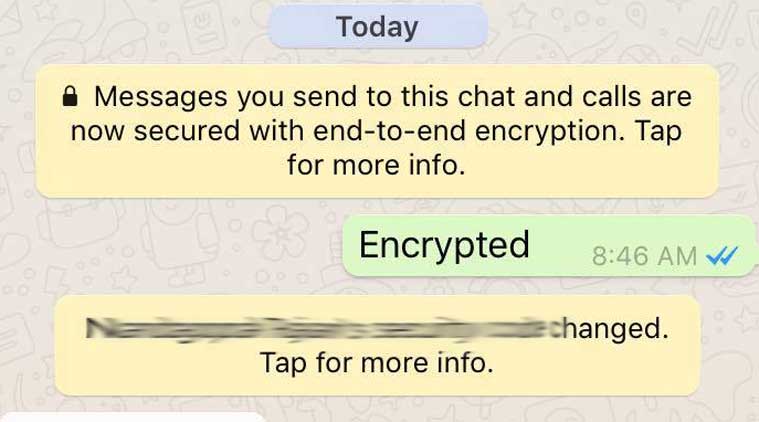 Today
Messages you send to this chat and calls are
now secured with end-to-end encryption. Tap
for more info.
Encrypted
8:46 AM
changed.
Tap for more info.